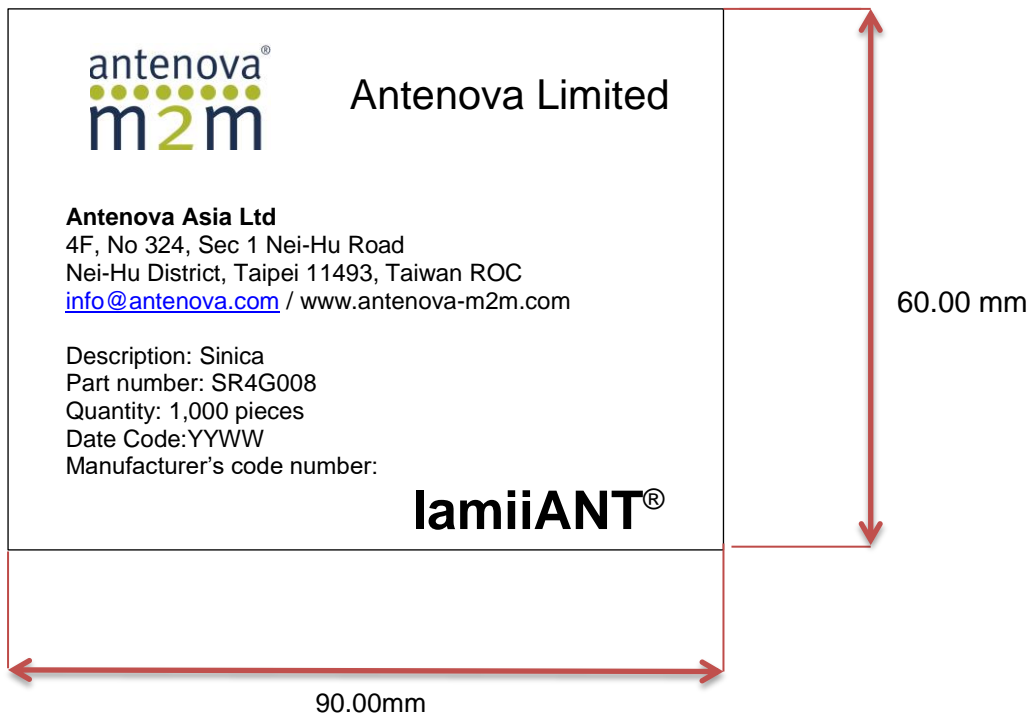 antenova®
m2m
Antenova Limited
Antenova Asia Ltd
4F, No 324, Sec 1 Nei-Hu Road
Nei-Hu District, Taipei 11493, Taiwan ROC
info@antenova.com / www.antenova-m2m.com
Description: Sinica
Part number: SR4G008
Quantity: 1,000 pieces
Date Code:YYWW
Manufacturer’s code number:
lamiiANT®
60.00 mm
90.00mm